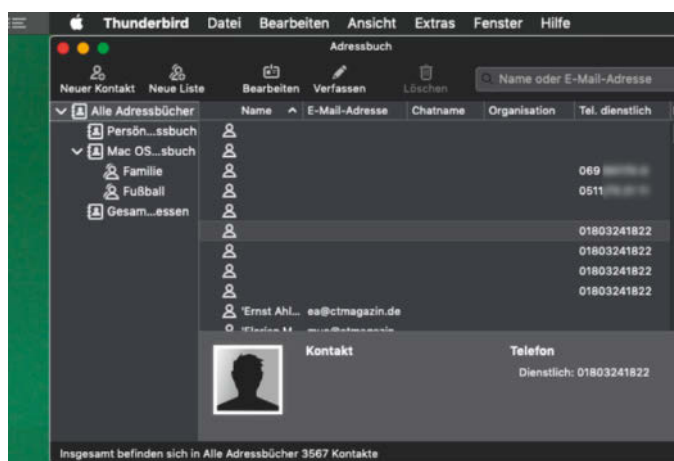 Thunderbird Datei Bearbeiten Ansicht Extras Fenster Hilfe
Adressbuch
Neuer Kontakt Neue Liste Bearbeiten Verfassen Löschen Name oder E-Mail-Adresse
Alle Adressbücher Name E-Mail-Adresse Chatname Organisation Tel. dienstlich
Persön...ssbuch
Mac OS...sbuch
Familie 069
Fußball 0511
Gesam...essen
01803241822
01803241822
01803241822
01803241822
'Ernst Ahl... ea@ctmagazin.de
Kontakt Telefon
Dienstlich: 01803241822
Insgesamt befinden sich in Alle Adressbücher 3567 Kontakte